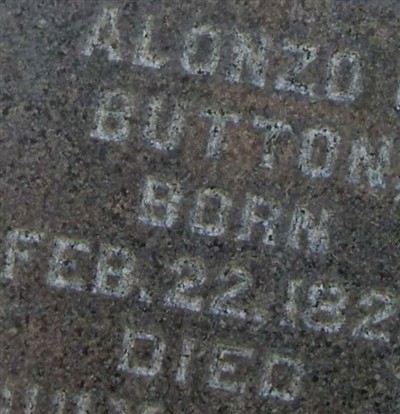 ALONZO
BUTTON,
BORN
FEB. 22, 182
DIED